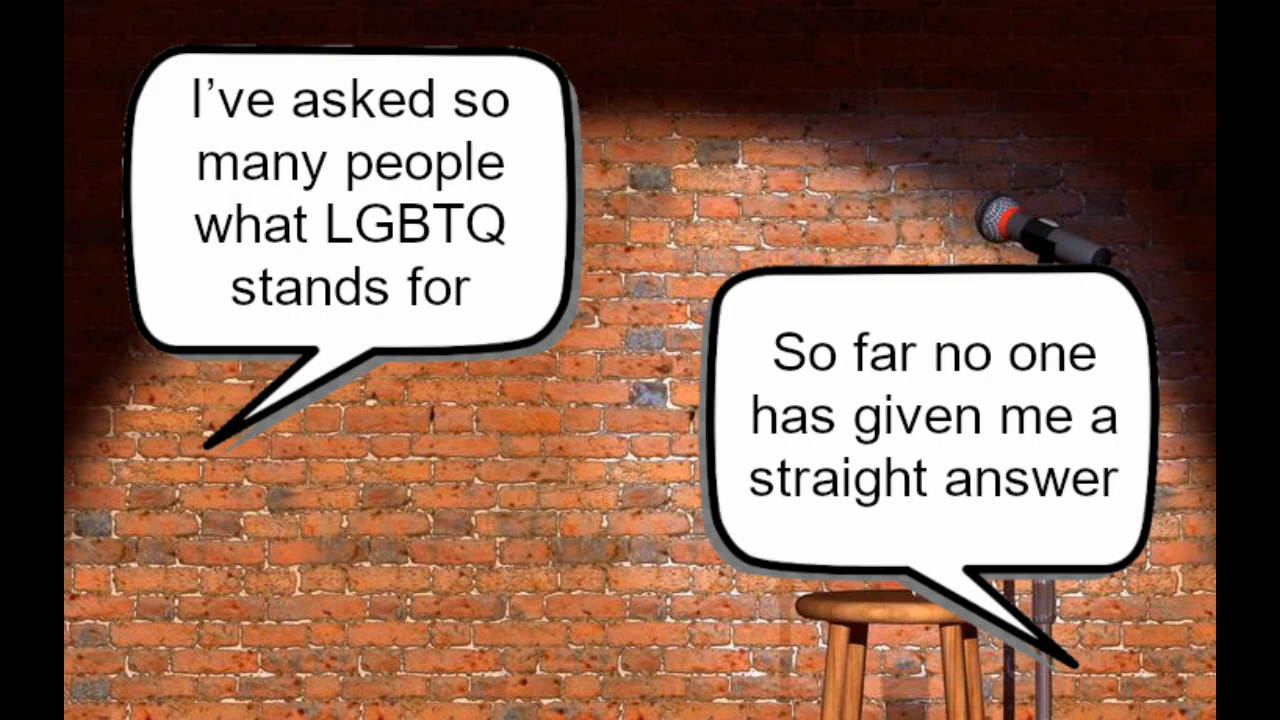 I’ve asked so
many people
what LGBTQ
stands for
So far no one
has given me a
straight answer